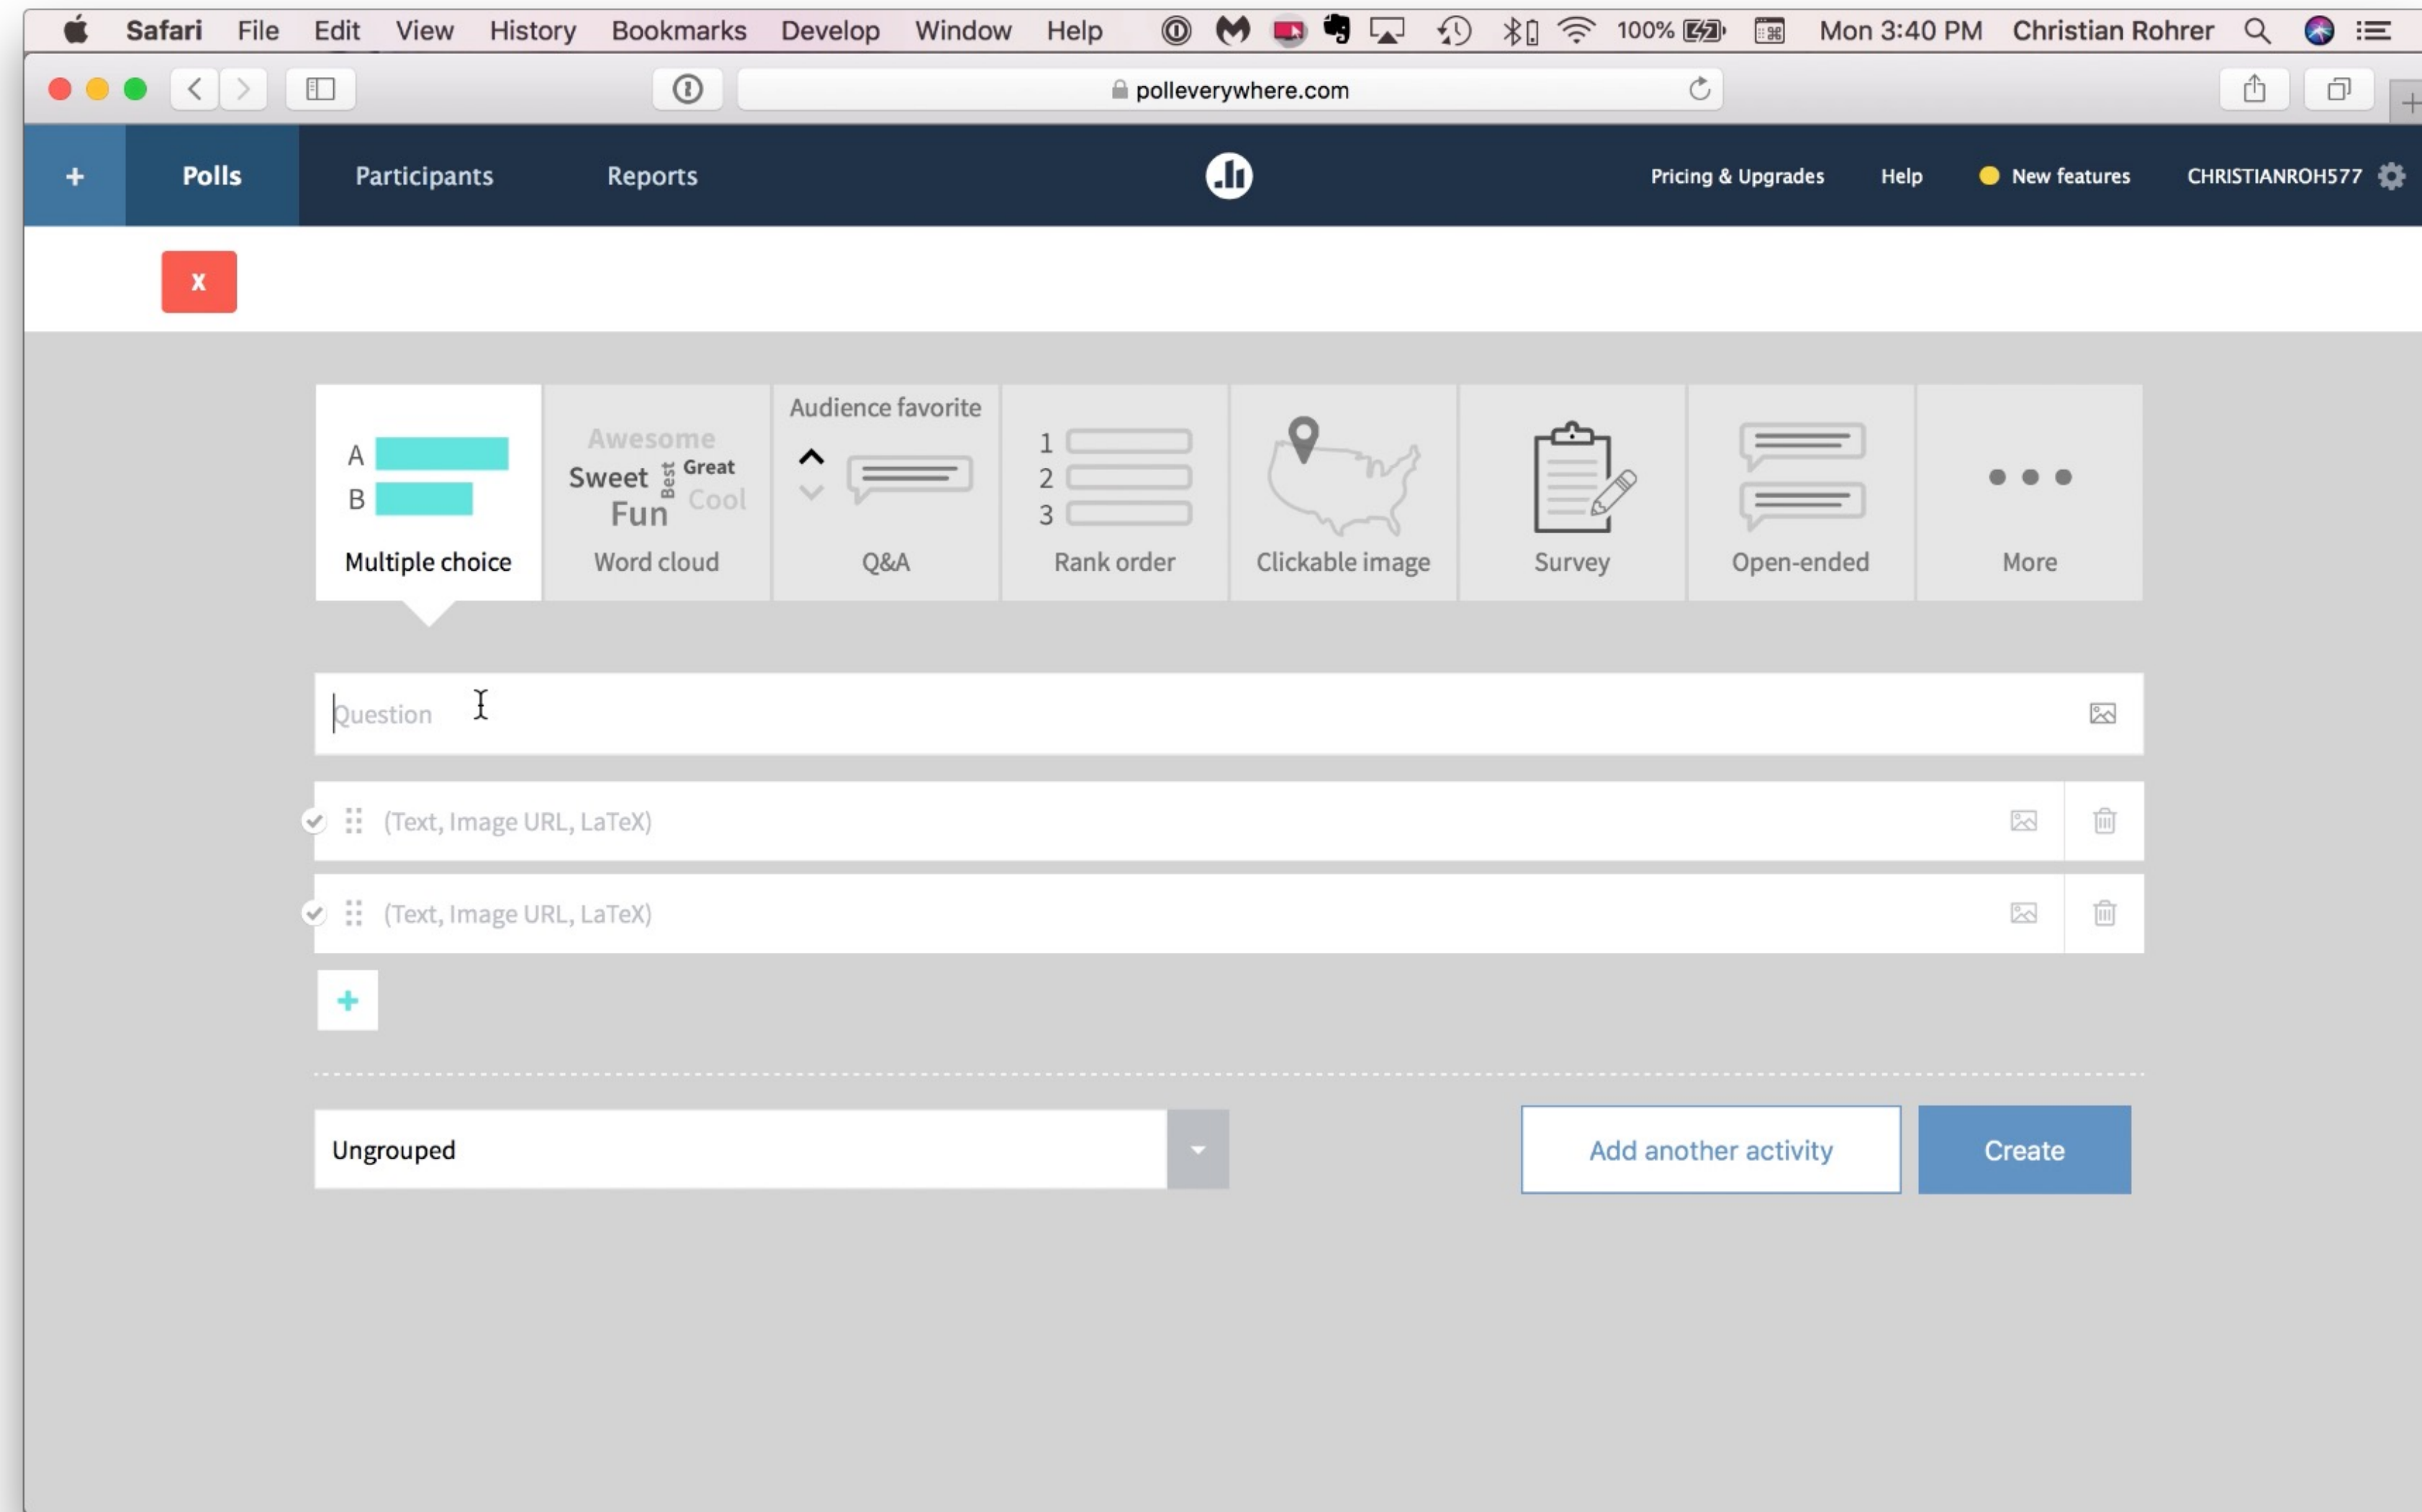 Safari File Edit View History Bookmarks Develop Window Help 100% Mon 3:40 PM Christian Rohrer
polleverywhere.com
+ Polls Participants Reports Pricing & Upgrades Help New features CHRISTIANROH577
x
A
B
Multiple choice
Awesome
Sweet Best Great
Fun Cool
Word cloud
Audience favorite
Q&A
1
2
3
Rank order
Clickable image
Survey
Open-ended
More
Question
(Text, Image URL, LaTeX)
(Text, Image URL, LaTeX)
+
Ungrouped
Add another activity
Create